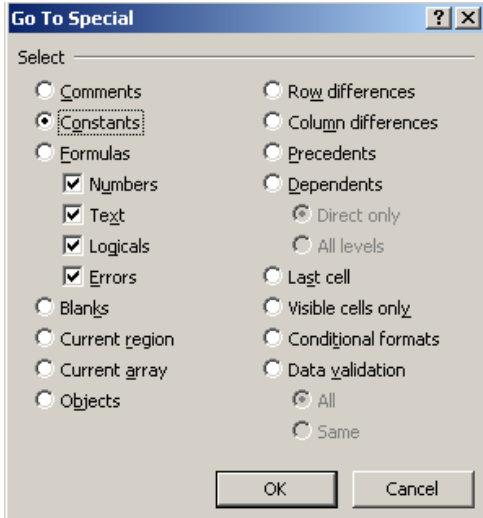 Go To Special
Select
Comments
Constants
Formulas
Numbers
Text
Logicals
Errors
Blanks
Current region
Current array
Objects
Row differences
Column differences
Precedents
Dependents
Direct only
All levels
Last cell
Visible cells only
Conditional formats
Data validation
All
Same
OK
Cancel